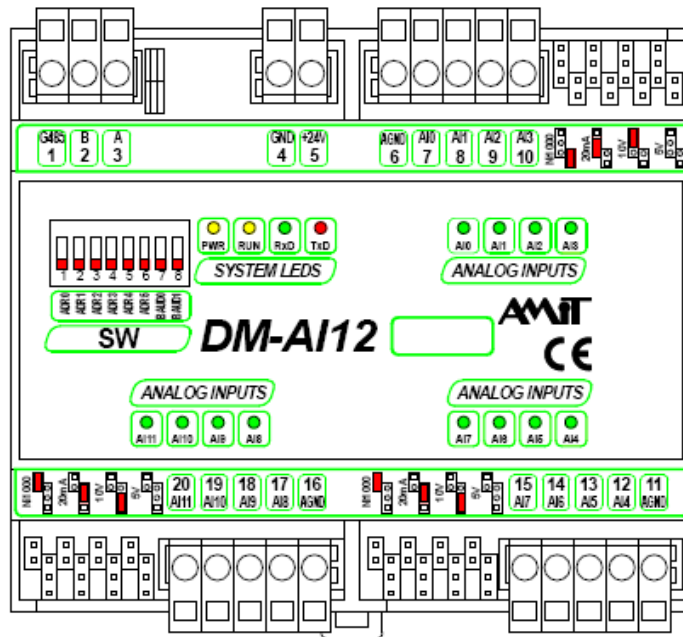 G485 B A GND +24V AGND AI0 AI1 AI2 AI3
1 2 3 4 5 6 7 8 9 10
Ni1000 20mA 10V 5V
PWR RUN RxD TxD
SYSTEM LEDS
AI0 AI1 AI2 AI3
ANALOG INPUTS
1 2 3 4 5 6 7 8
ADR0 ADR1 ADR2 ADR3 ADR4 ADR5 BAUD0 BAUD1
SW
DM-AI12
AMiT
CE
ANALOG INPUTS
AI11 AI10 AI9 AI8
ANALOG INPUTS
AI7 AI6 AI5 AI4
Ni1000 20mA 10V 5V
20 19 18 17 16
AI11 AI10 AI9 AI8 AGND
Ni1000 20mA 10V 5V
15 14 13 12 11
AI7 AI6 AI5 AI4 AGND